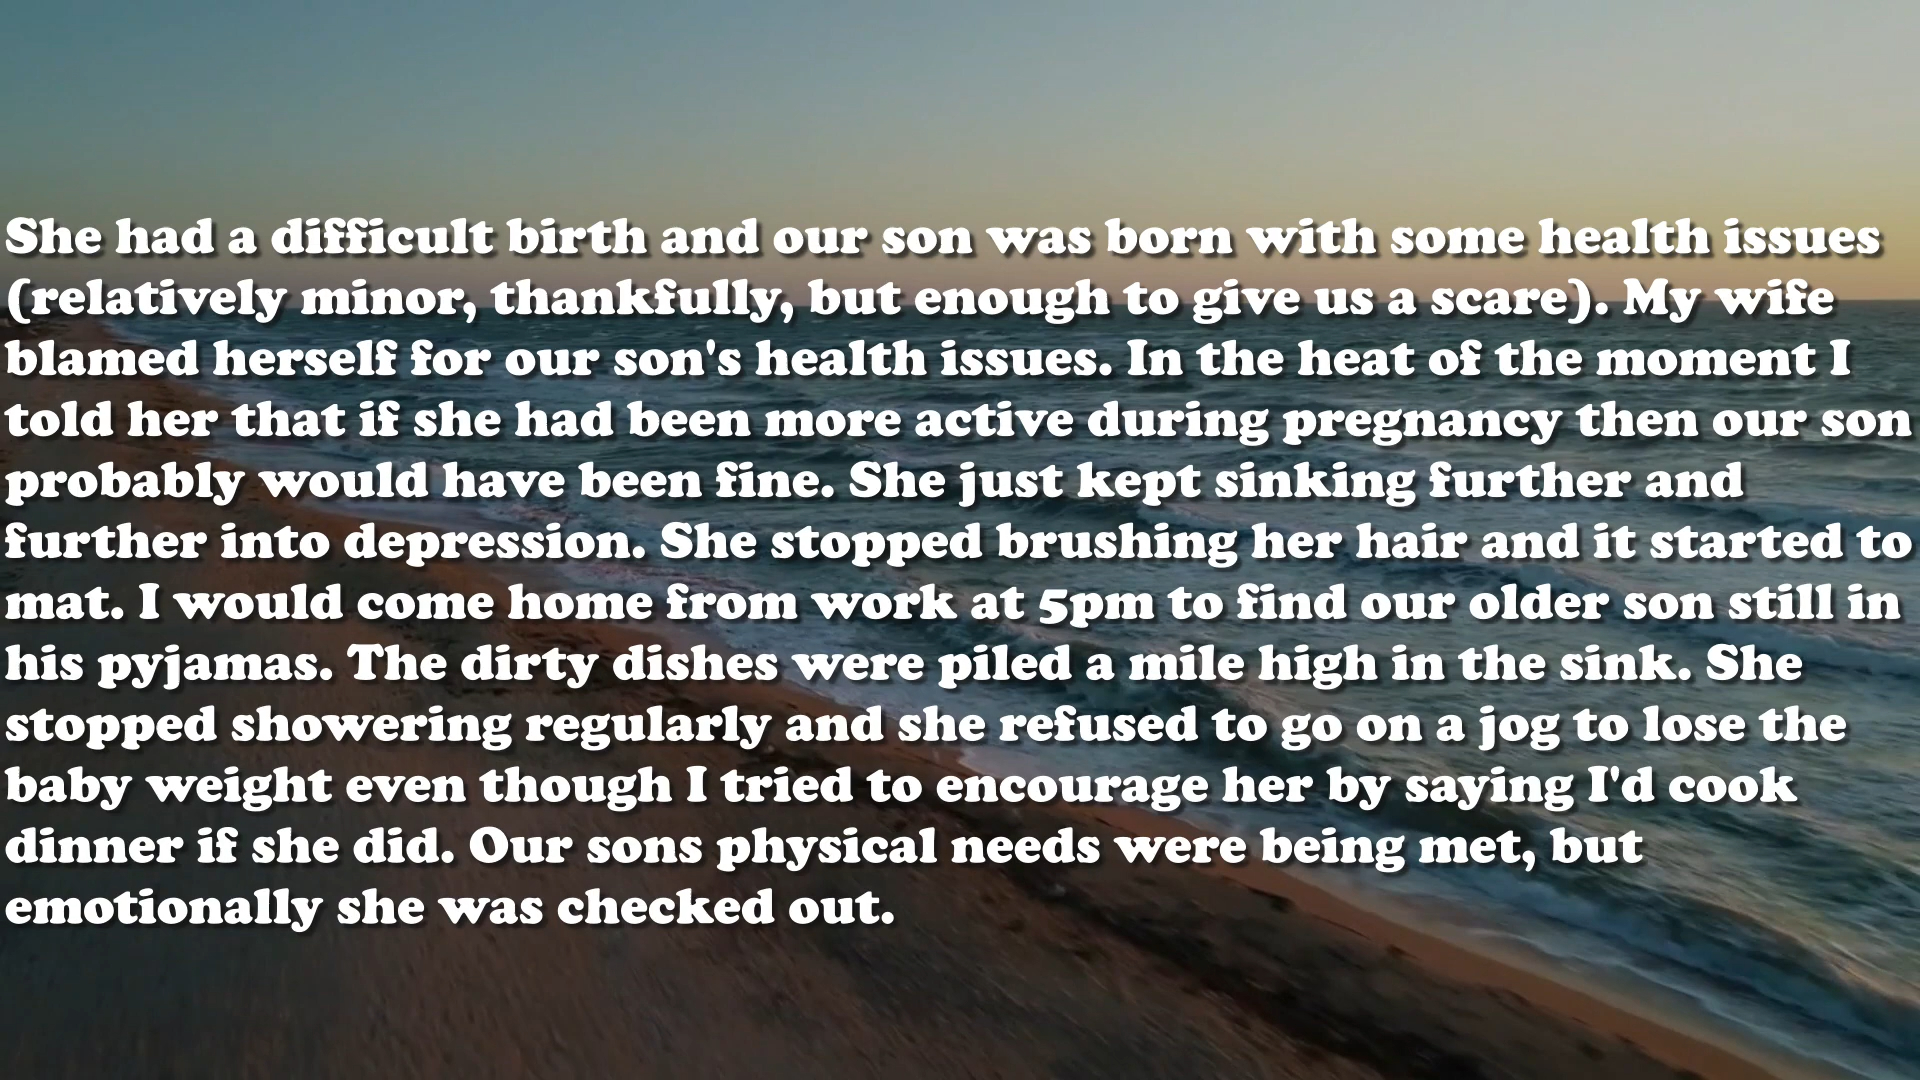 She had a difficult birth and our son was born with some health issues
(relatively minor, thankfully, but enough to give us a scare). My wife
blamed herself for our son's health issues. In the heat of the moment I
told her that if she had been more active during pregnancy then our son
probably would have been fine. She just kept sinking further and
further into depression. She stopped brushing her hair and it started to
mat. I would come home from work at 5pm to find our older son still in
his pyjamas. The dirty dishes were piled a mile high in the sink. She
stopped showering regularly and she refused to go on a jog to lose the
baby weight even though I tried to encourage her by saying I'd cook
dinner if she did. Our sons physical needs were being met, but
emotionally she was checked out.